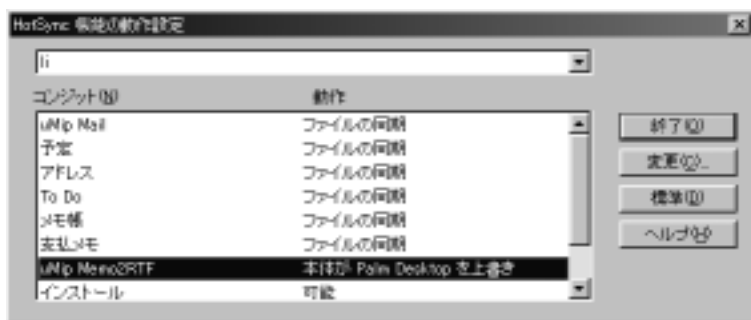 HotSync 機能の動作設定
li
コンジット(N) 動作
uMip Mail ファイルの同期
予定 ファイルの同期
アドレス ファイルの同期
To Do ファイルの同期
メモ帳 ファイルの同期
支払メモ ファイルの同期
uMip Memo2RTF 本体が Palm Desktop を上書き
インストール 可能
終了(O)
変更(C)...
標準(D)
ヘルプ(H)